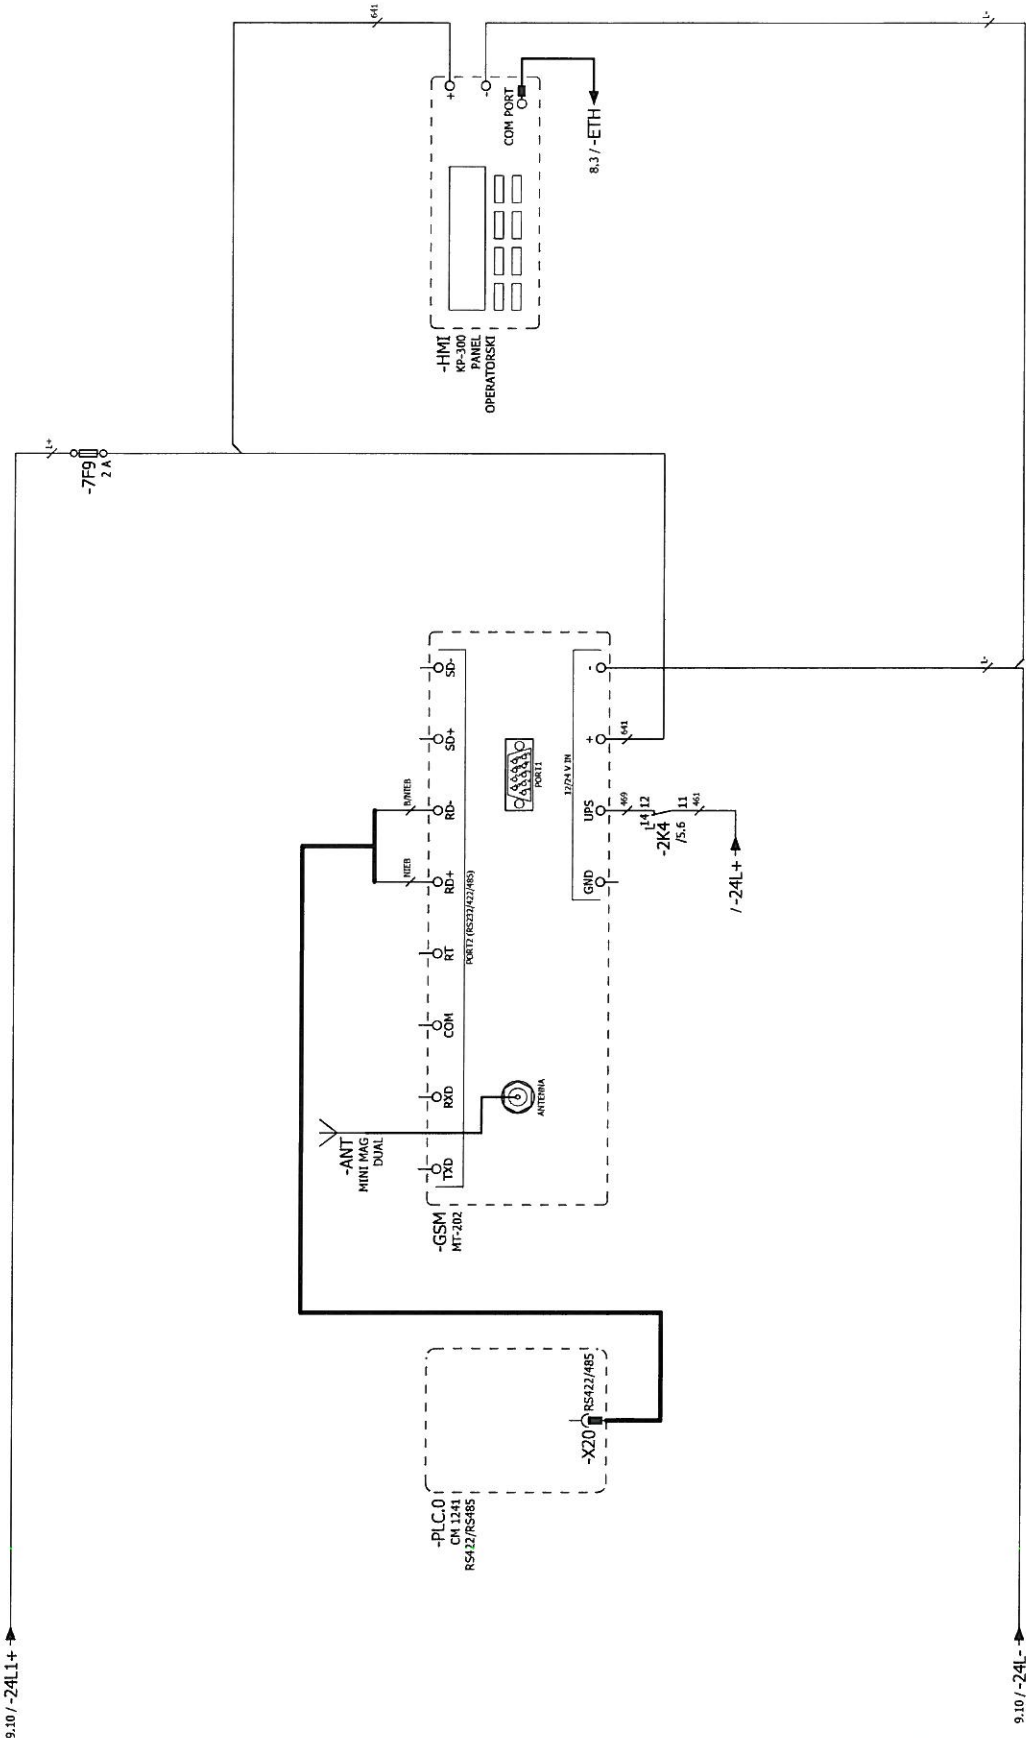 9.10 / -24L1+
L+
-7F9
2 A
641
-PLC.0
CM 1241
RS422/RS485
-X20
RS422/485
-GSM
MT-202
-ANT
MINI MAG
DUAL
TXD
RXD
COM
RT
RD+
RD-
SD+
SD-
NIEB
B/NIEB
PORT2 (RS232/422/485)
ANTENNA
PORT1
12/24 V IN
GND
UPS
+
-
469
641
14
12
11
-2K4
/5.6
461
/ -24L+
-HMI
KP-300
PANEL
OPERATORSKI
+
-
COM PORT
8.3 / -ETH
L-
L-
9.10 / -24L-